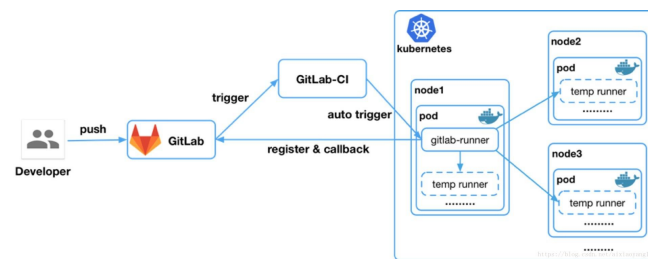 kubernetes
node1
pod
gitlab-runner
temp runner
.........
node2
pod
temp runner
.........
node3
pod
temp runner
.........
.........
GitLab-CI
trigger
auto trigger
push
GitLab
register & callback
Developer